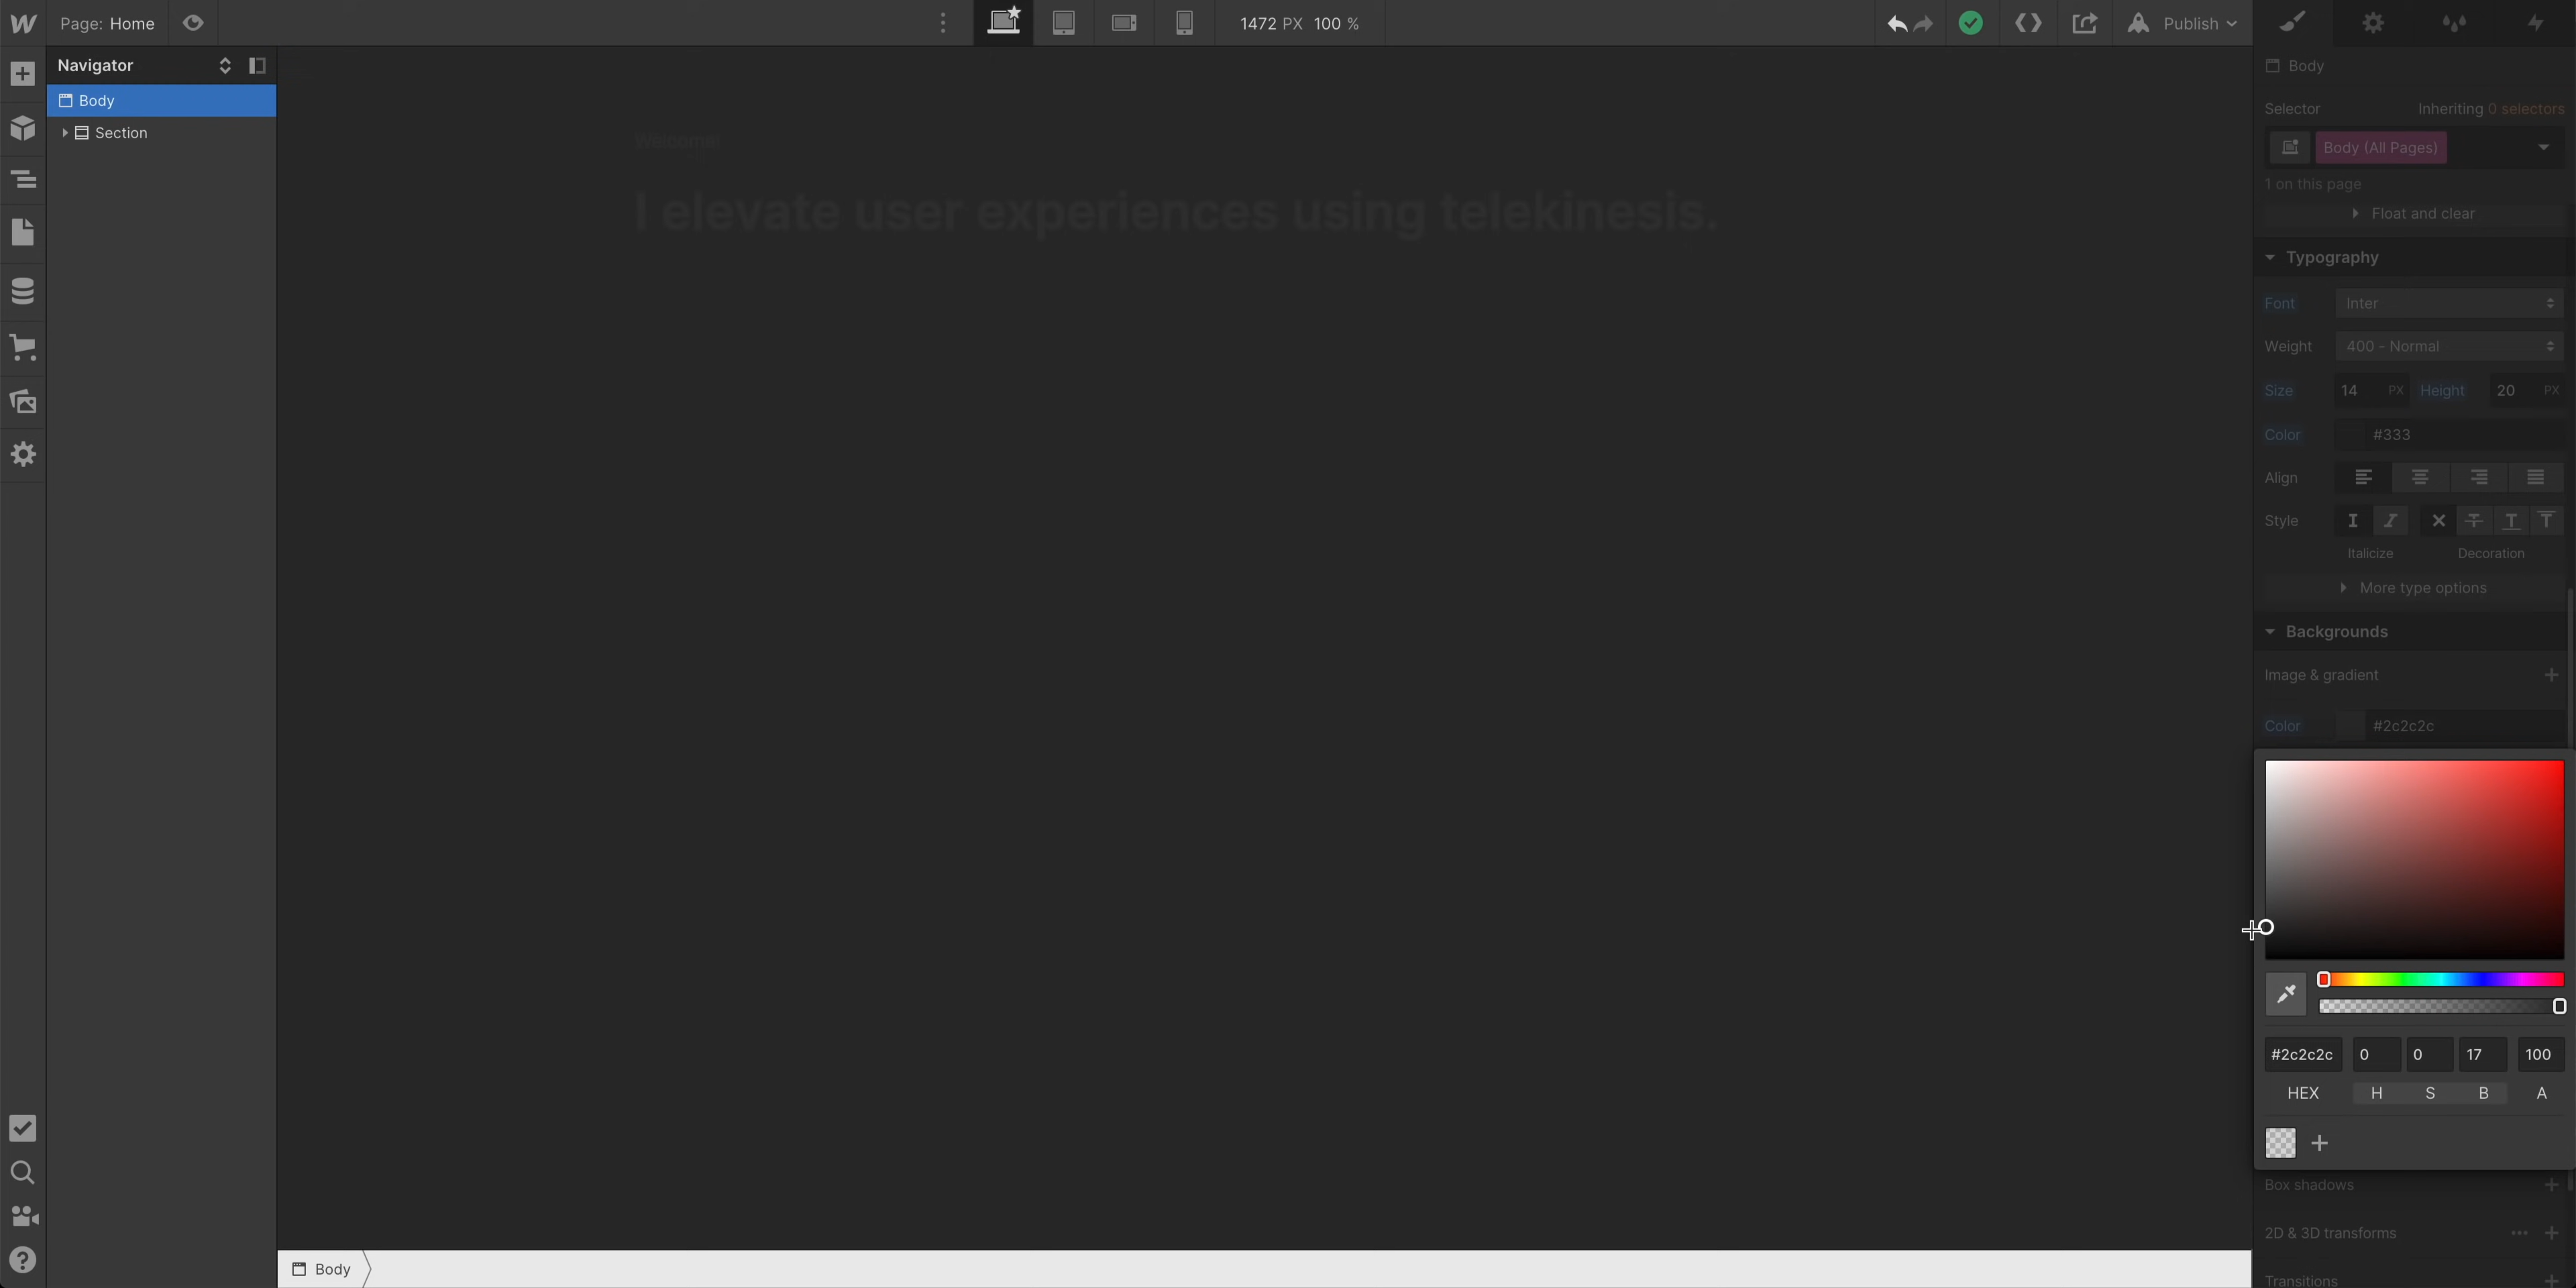 Page: Home
1472 PX 100 %
Publish
Navigator
Body
Section
Welcome!
I elevate user experiences using telekinesis.
Body
Body
Selector Inheriting 0 selectors
Body (All Pages)
1 on this page
Float and clear
Typography
Font Inter
Weight 400 - Normal
Size 14 PX Height 20 PX
Color #333
Align
Style
Italicize Decoration
More type options
Backgrounds
Image & gradient
Color #2c2c2c
#2c2c2c 0 0 17 100
HEX H S B A
Box shadows
2D & 3D transforms
Transitions